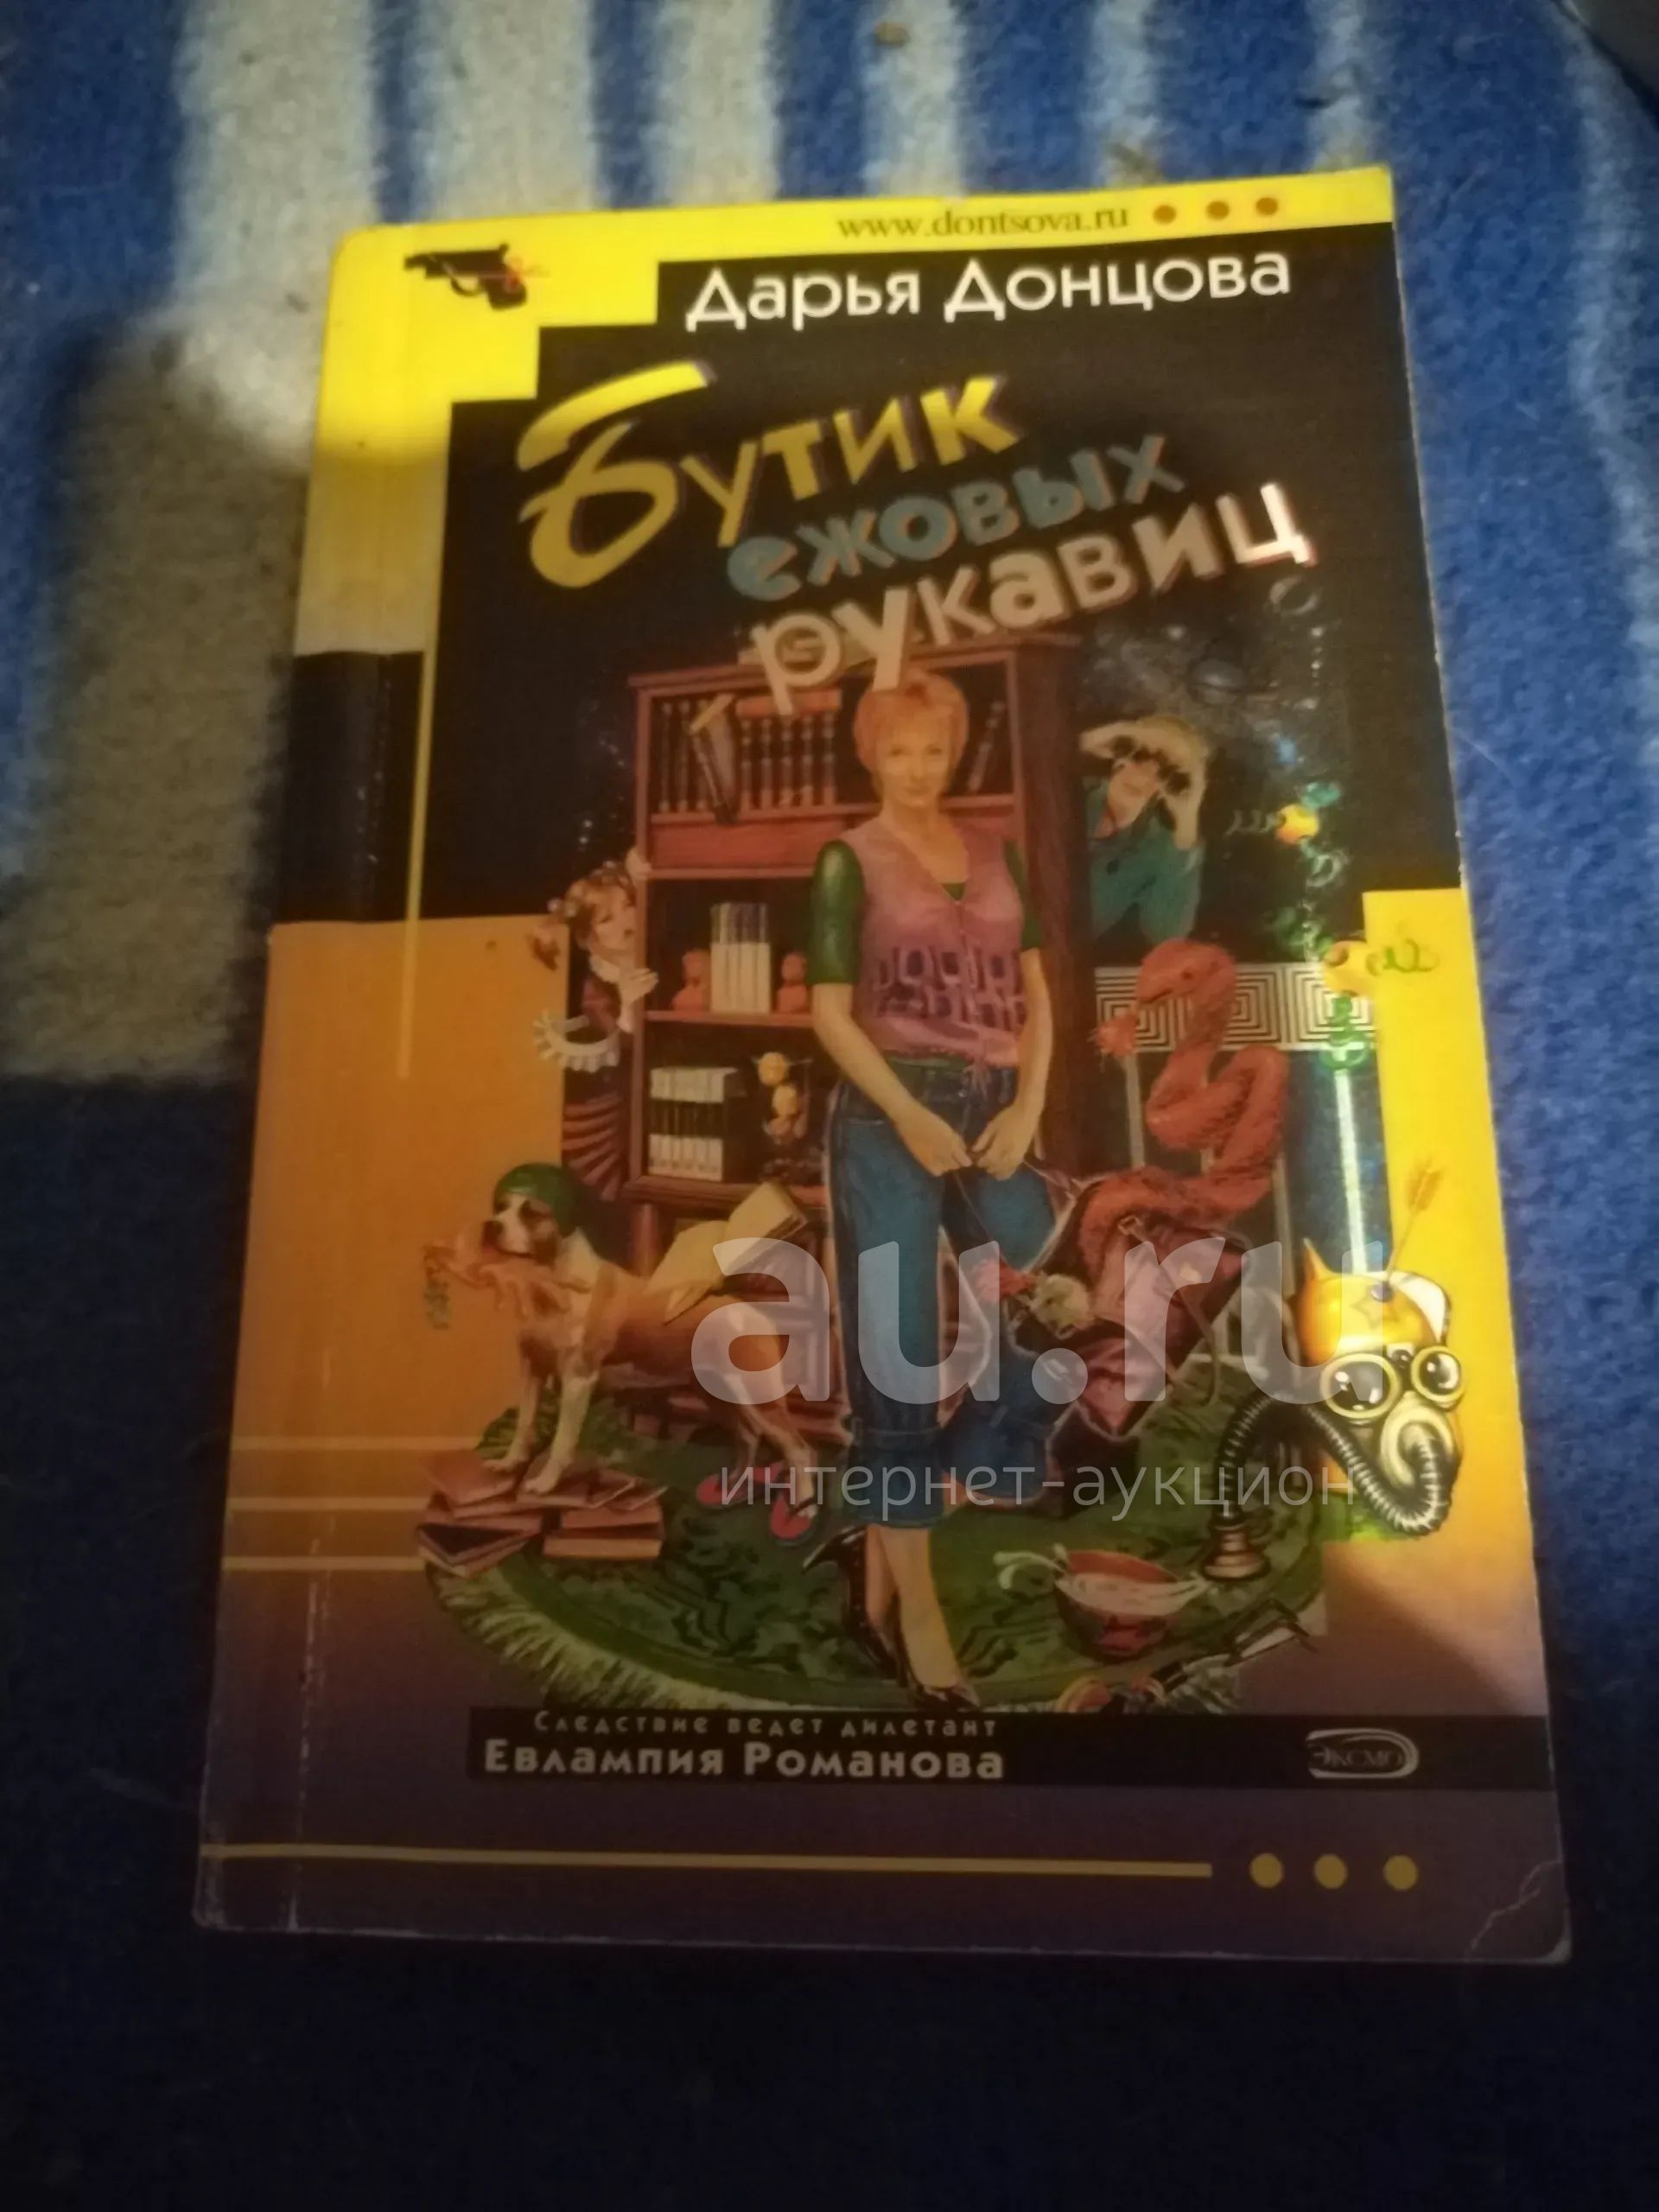 www.dontsova.ru
Дарья Донцова
Бутик
ежовых
рукавиц
au.ru
интернет-аукцион
Следствие ведет дилетант
Евлампия Романова
ЭКСМО